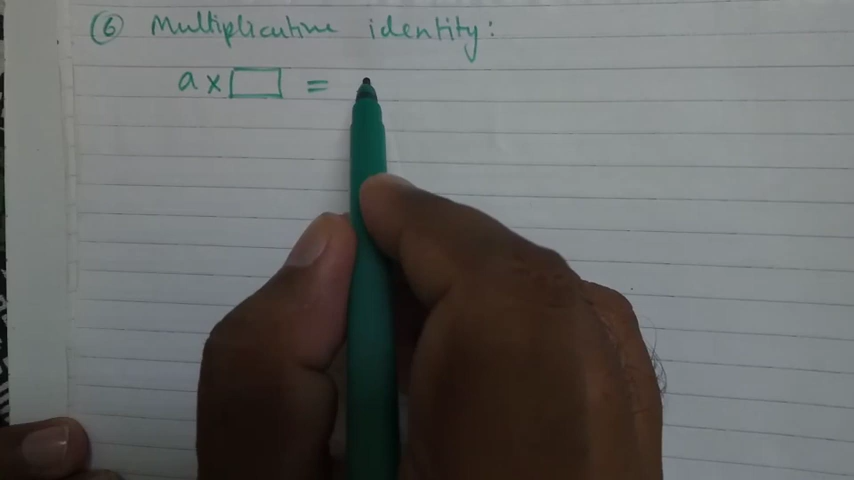 ⑥ Multiplicative identity:
a × □ =